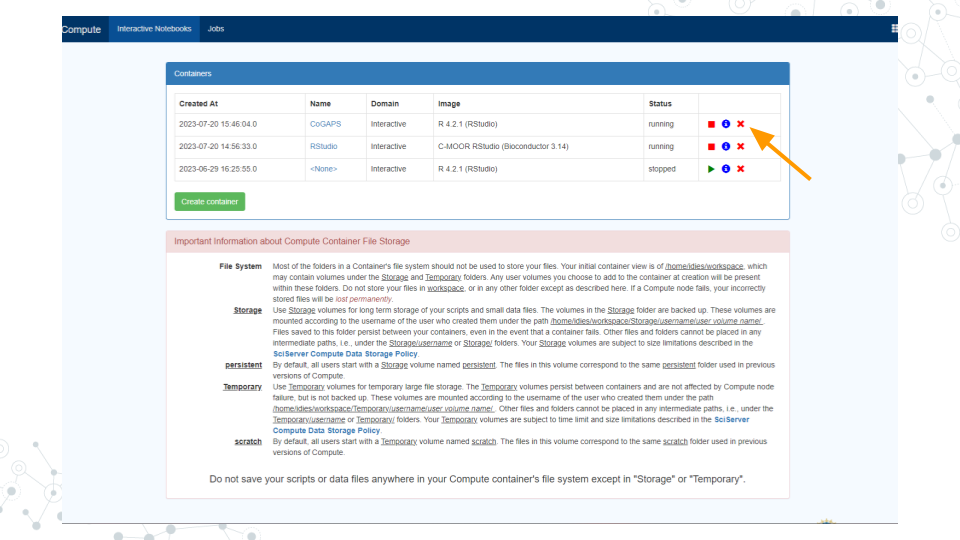 Compute Interactive Notebooks Jobs
Containers
Created At Name Domain Image Status
2023-07-20 15:46:04.0 CoGAPS Interactive R 4.2.1 (RStudio) running
2023-07-20 14:56:33.0 RStudio Interactive C-MOOR RStudio (Bioconductor 3.14) running
2023-06-29 16:25:55.0 <None> Interactive R 4.2.1 (RStudio) stopped
Create container
Important Information about Compute Container File Storage
File System Most of the folders in a Container's file system should not be used to store your files. Your initial container view is of /home/idies/workspace, which
may contain volumes under the Storage and Temporary folders. Any user volumes you choose to add to the container at creation will be present
within these folders. Do not store your files in workspace, or in any other folder except as described here. If a Compute node fails, your incorrectly
stored files will be lost permanently.
Storage Use Storage volumes for long term storage of your scripts and small data files. The volumes in the Storage folder are backed up. These volumes are
mounted according to the username of the user who created them under the path /home/idies/workspace/Storage/username/user volume name/ .
Files saved to this folder persist between your containers, even in the event that a container fails. Other files and folders cannot be placed in any
intermediate paths, i.e., under the Storage/username or Storage/ folders. Your Storage volumes are subject to size limitations described in the
SciServer Compute Data Storage Policy.
persistent By default, all users start with a Storage volume named persistent. The files in this volume correspond to the same persistent folder used in previous
versions of Compute.
Temporary Use Temporary volumes for temporary large file storage. The Temporary volumes persist between containers and are not affected by Compute node
failure, but is not backed up. These volumes are mounted according to the username of the user who created them under the path
/home/idies/workspace/Temporary/username/user volume name/ . Other files and folders cannot be placed in any intermediate paths, i.e., under the
Temporary/username or Temporary/ folders. Your Temporary volumes are subject to time limit and size limitations described in the SciServer
Compute Data Storage Policy.
scratch By default, all users start with a Temporary volume named scratch. The files in this volume correspond to the same scratch folder used in previous
versions of Compute.
Do not save your scripts or data files anywhere in your Compute container's file system except in "Storage" or "Temporary".